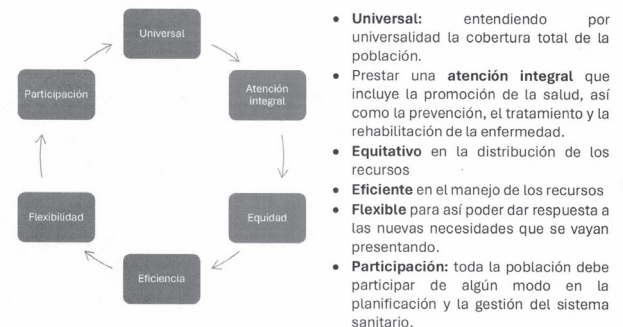 Universal
Atención
integral
Equidad
Eficiencia
Flexibilidad
Participación
• Universal: entendiendo por
universalidad la cobertura total de la
población.
• Prestar una atención integral que
incluye la promoción de la salud, así
como la prevención, el tratamiento y la
rehabilitación de la enfermedad.
• Equitativo en la distribución de los
recursos
• Eficiente en el manejo de los recursos
• Flexible para así poder dar respuesta a
las nuevas necesidades que se vayan
presentando.
• Participación: toda la población debe
participar de algún modo en la
planificación y la gestión del sistema
sanitario.